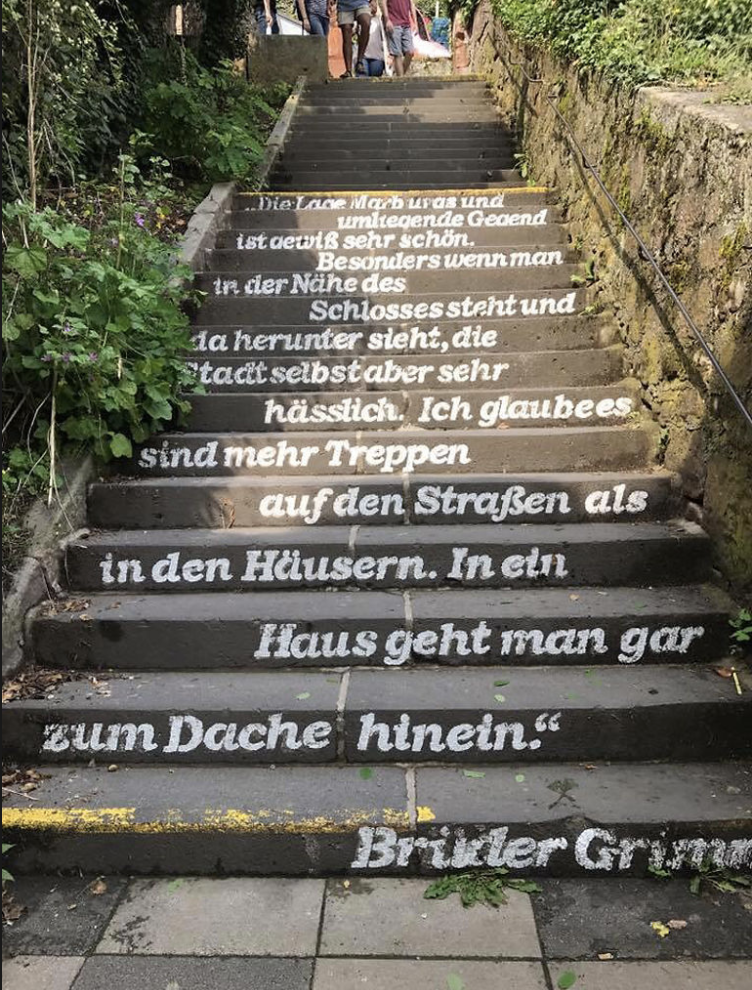 „Die Lage Marburgs und
umliegende Gegend
ist gewiß sehr schön.
Besonders wenn man
in der Nähe des
Schlosses steht und
da herunter sieht, die
Stadt selbst aber sehr
hässlich. Ich glaube es
sind mehr Treppen
auf den Straßen als
in den Häusern. In ein
Haus geht man gar
zum Dache hinein.“
Brüder Grimm